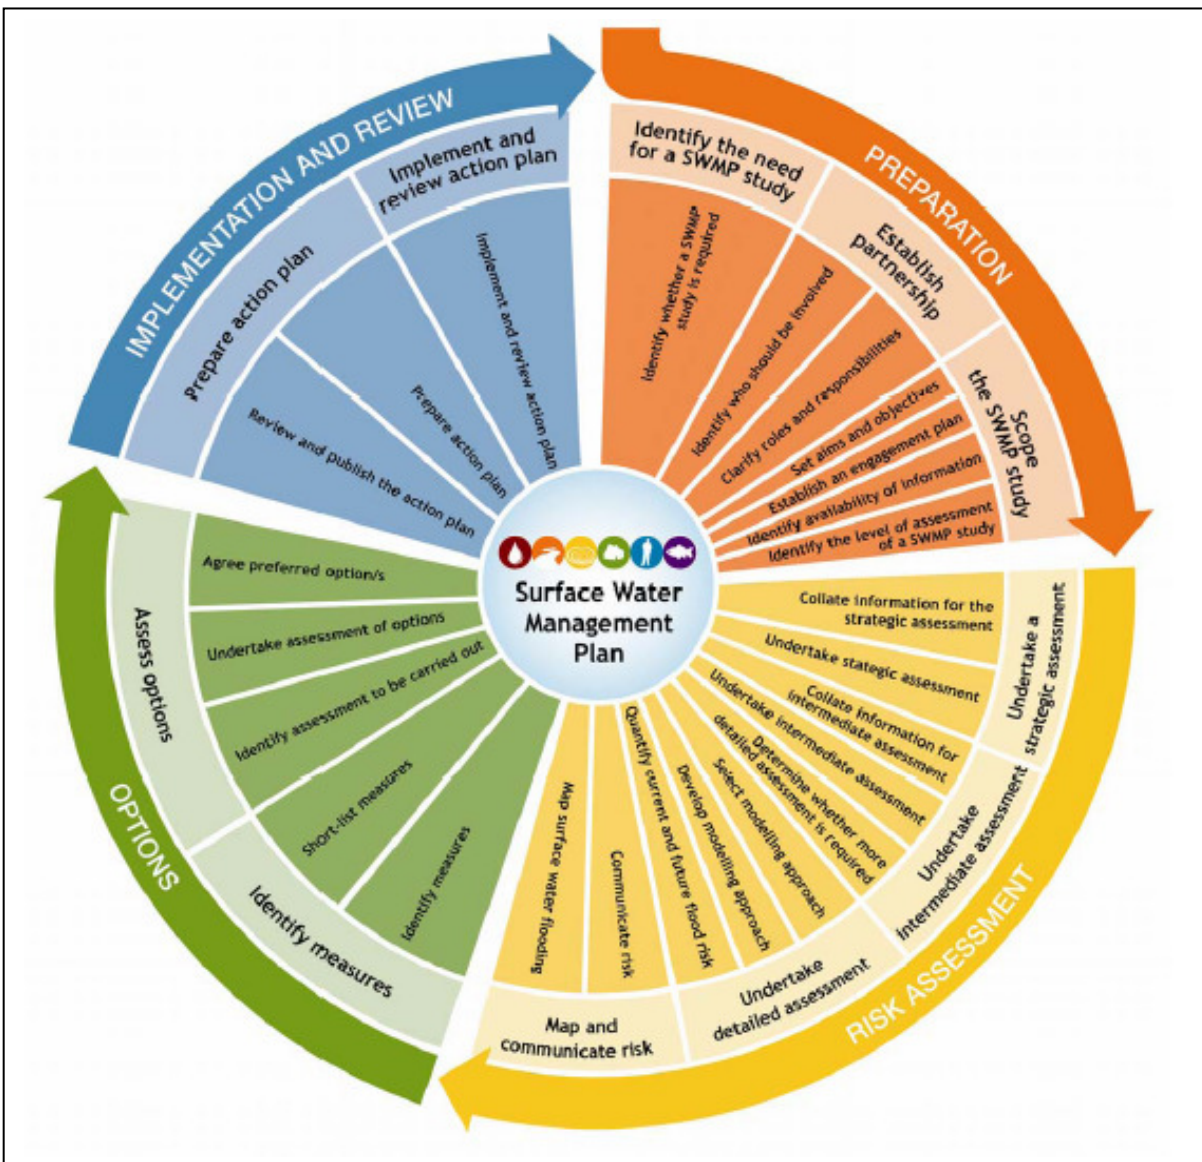 PREPARATION
Identify the need
for a SWMP study
Establish
partnership
Scope
the SWMP study
Identify whether a SWMP
study is required
Identify who should be involved
Clarify roles and responsibilities
Set aims and objectives
Establish an engagement plan
Identify availability of information
Identify the level of assessment
of a SWMP study
RISK ASSESSMENT
Undertake a
strategic assessment
Undertake
intermediate assessment
Undertake
detailed assessment
Map and
communicate risk
Collate information for the
strategic assessment
Undertake stategic assessment
Collate information for
intermediate assessment
Undertake intermediate assessment
Determine whether more
detailed assessment is required
Select modelling approach
Develop modelling approach
Quantify current and future flood risk
Communicate risk
Map surface water flooding
OPTIONS
Identify measures
Assess options
Identify measures
Short-list measures
Identify assessment to be carried out
Undertake assessment of options
Agree preferred option/s
IMPLEMENTATION AND REVIEW
Prepare action plan
Implement and
review action plan
Review and publish the action plan
Prepare action plan
Implement and review action plan
Surface Water
Management
Plan